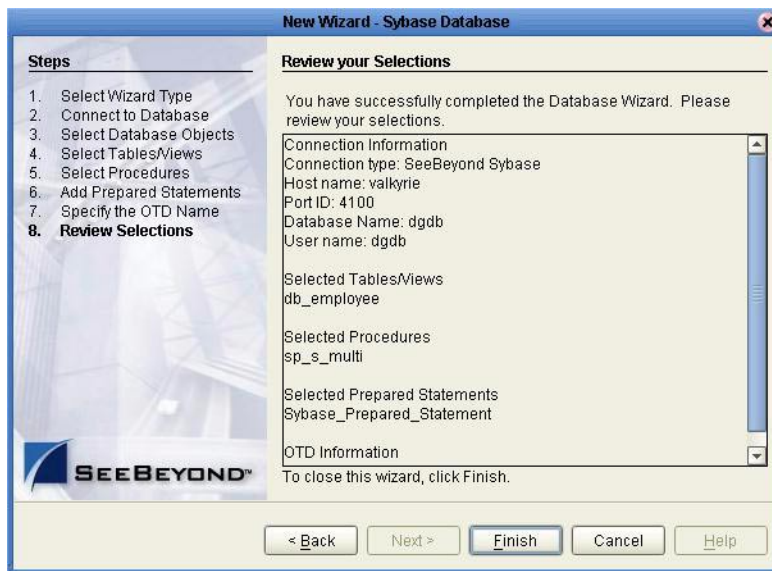 New Wizard - Sybase Database
Steps
1. Select Wizard Type
2. Connect to Database
3. Select Database Objects
4. Select Tables/Views
5. Select Procedures
6. Add Prepared Statements
7. Specify the OTD Name
8. Review Selections
SEEBEYOND™
Review your Selections
You have successfully completed the Database Wizard. Please
review your selections.
Connection Information
Connection type: SeeBeyond Sybase
Host name: valkyrie
Port ID: 4100
Database Name: dgdb
User name: dgdb
Selected Tables/Views
db_employee
Selected Procedures
sp_s_multi
Selected Prepared Statements
Sybase_Prepared_Statement
OTD Information
To close this wizard, click Finish.
< Back
Next >
Finish
Cancel
Help